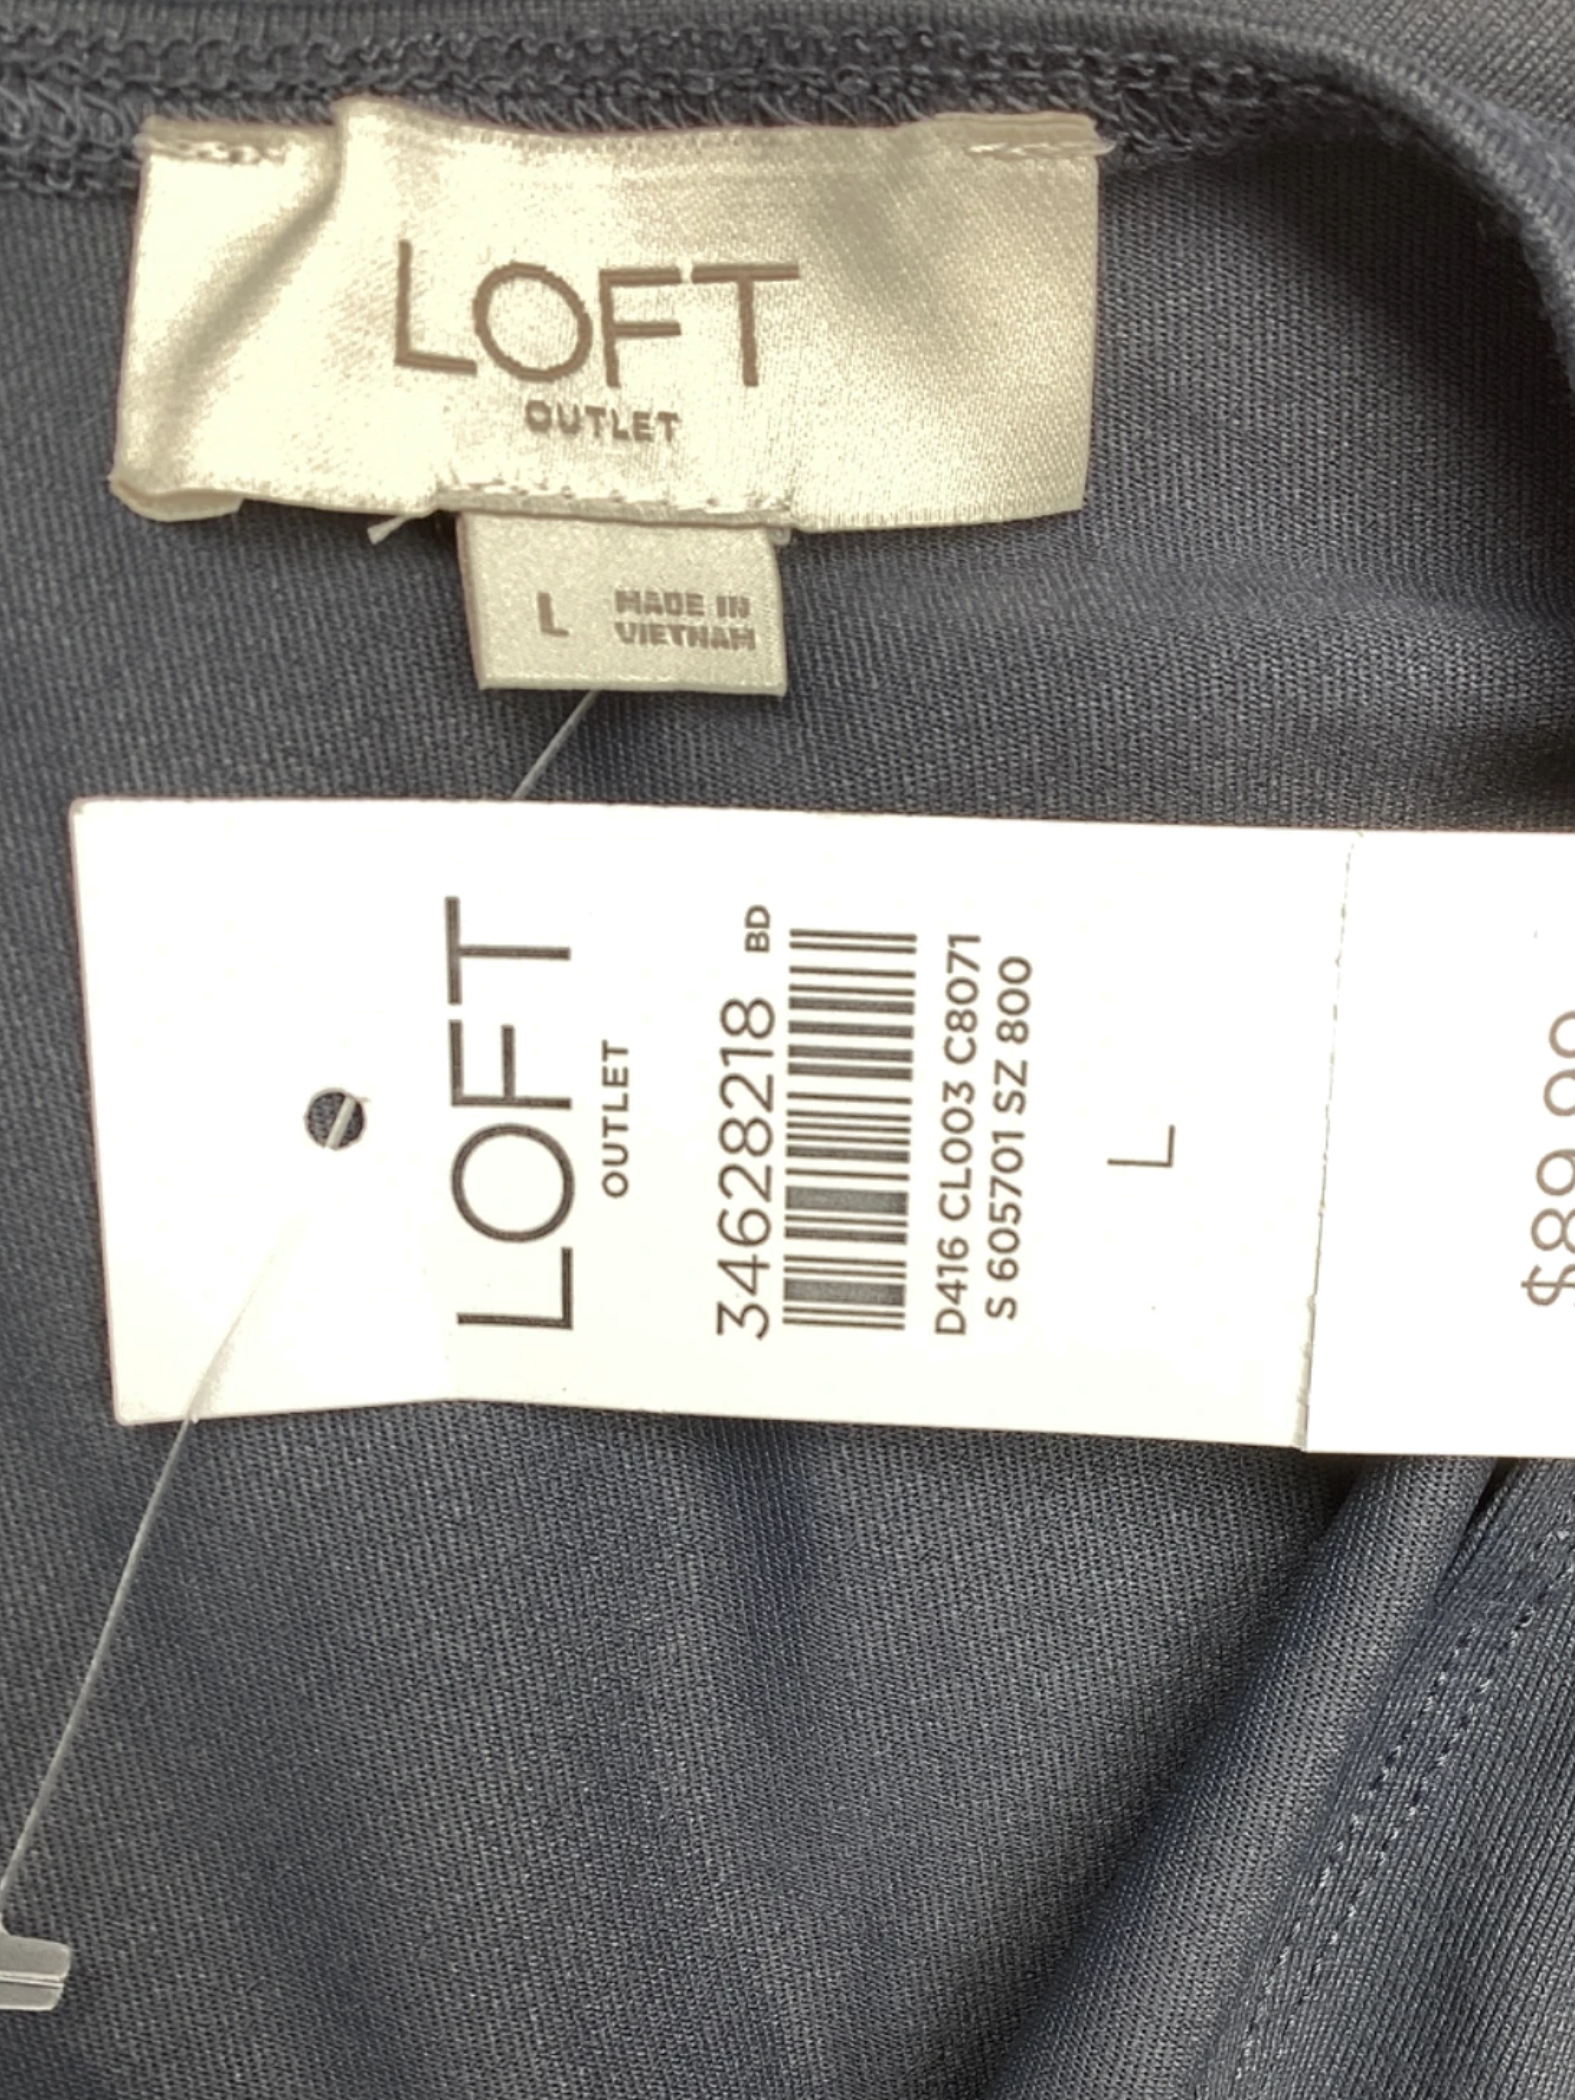 LOFT
OUTLET
L
MADE IN
VIETNAM
LOFT
OUTLET
34628218 BD
D416 CL003 C8071
S 605701 SZ 800
L